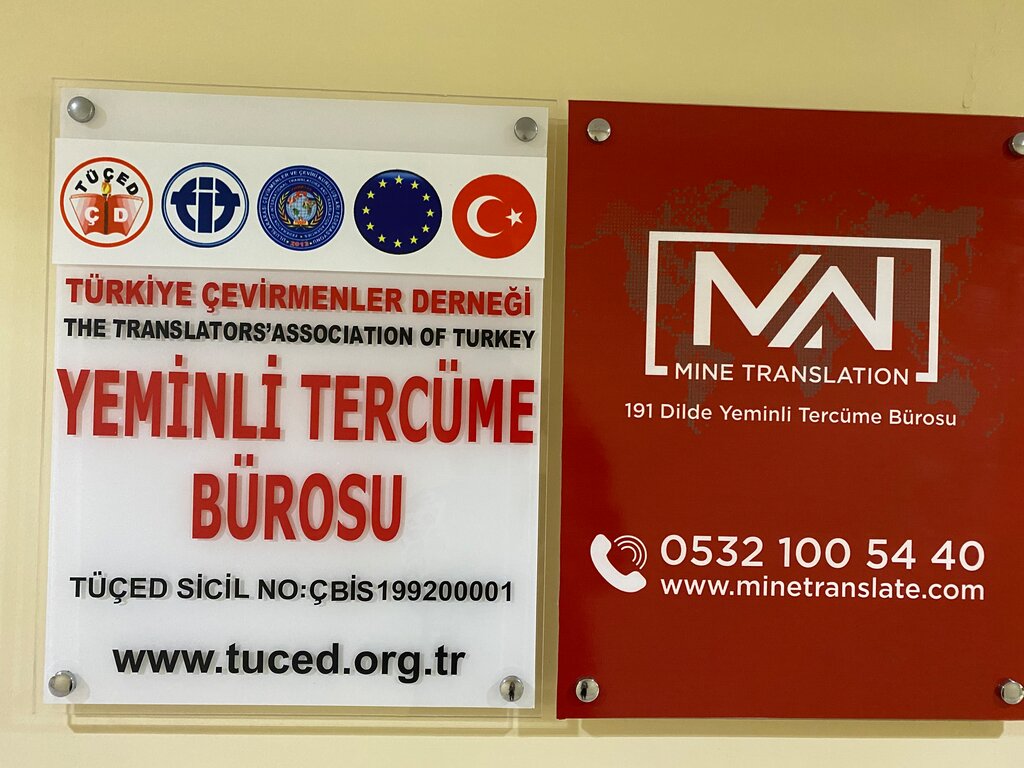 TÜÇED
ÇD
TÜRKİYE ÇEVİRMENLER DERNEĞİ
THE TRANSLATORS'ASSOCIATION OF TURKEY
YEMİNLİ TERCÜME
BÜROSU
TÜÇED SİCİL NO:ÇBİS199200001
www.tuced.org.tr
MN
MINE TRANSLATION
191 Dilde Yeminli Tercüme Bürosu
0532 100 54 40
www.minetranslate.com